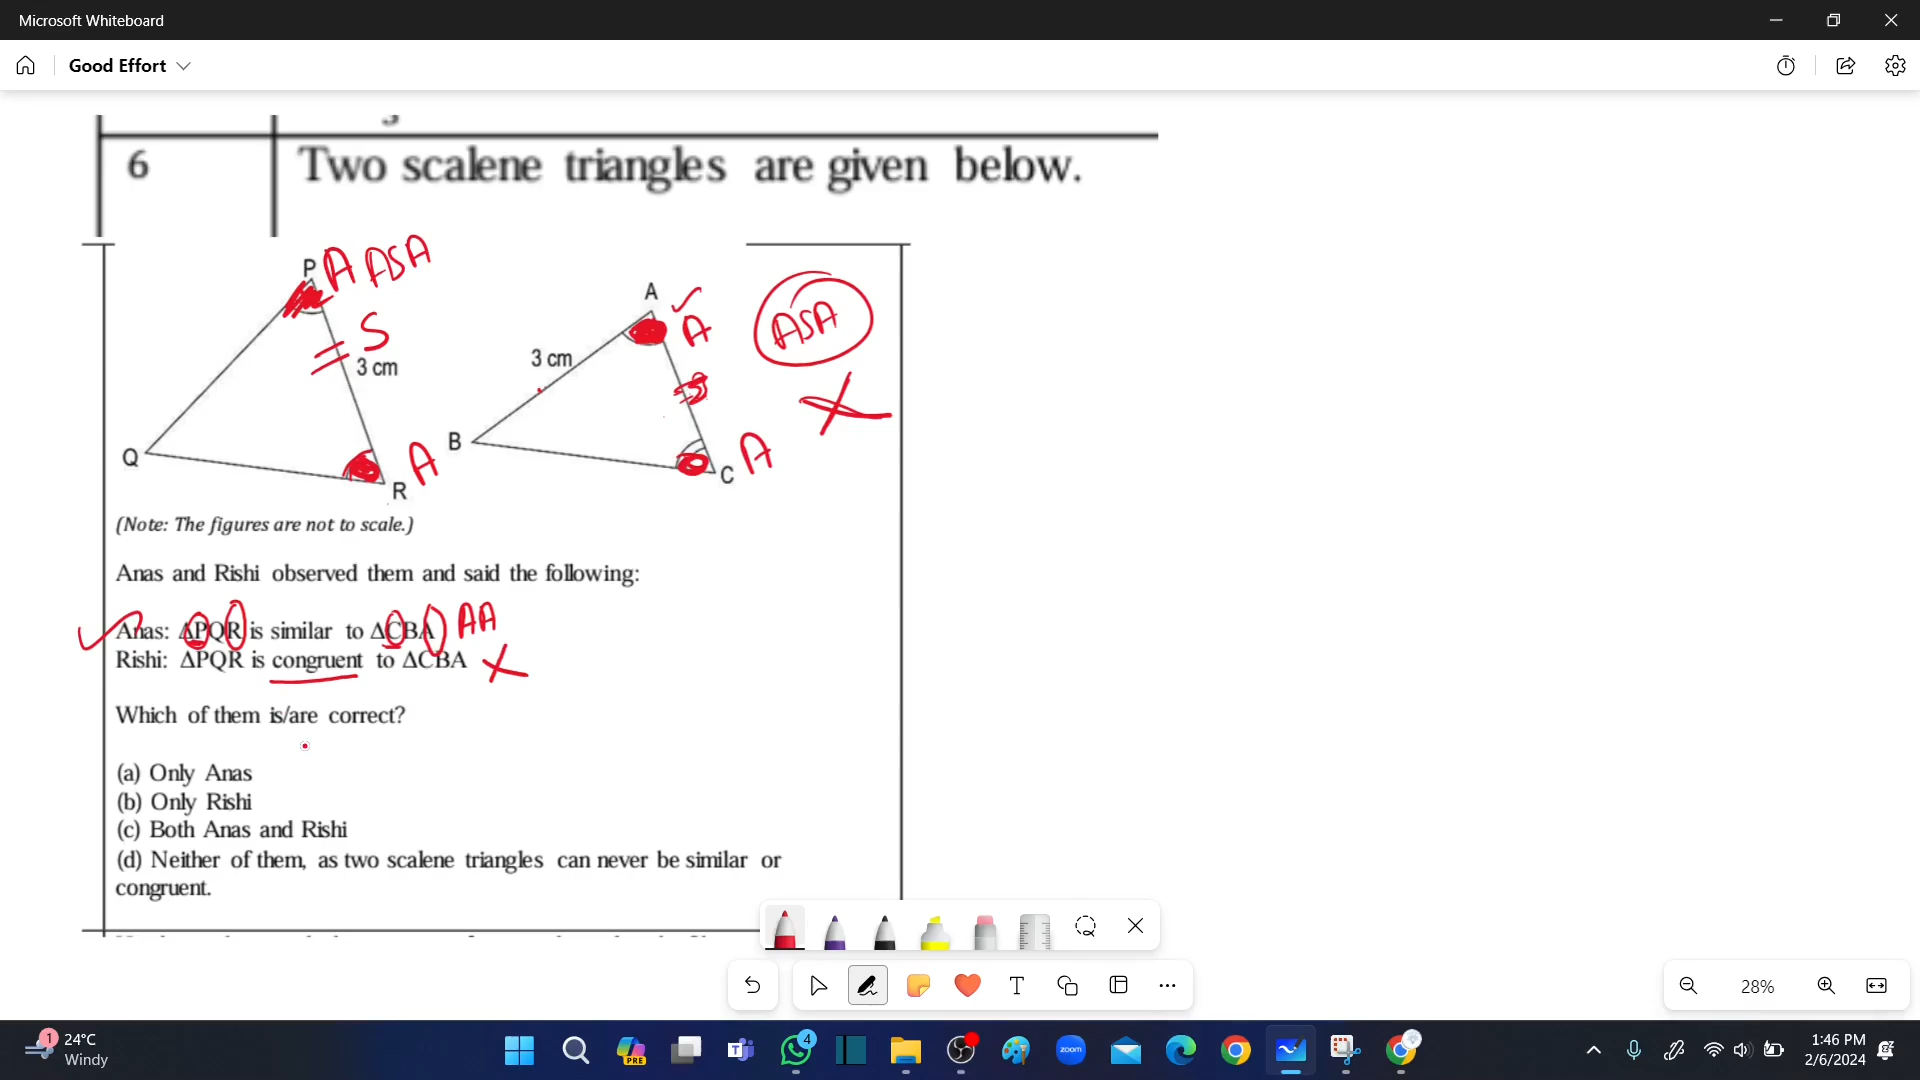 Microsoft Whiteboard
Good Effort
6
Two scalene triangles are given below.
P A ASA
A
A
ASA
S
3 cm
3 cm
B
Q
A
R
A
C
(Note: The figures are not to scale.)
Anas and Rishi observed them and said the following:
Anas: ΔPQR is similar to ΔCBA AA
Rishi: ΔPQR is congruent to ΔCBA
Which of them is/are correct?
(a) Only Anas
(b) Only Rishi
(c) Both Anas and Rishi
(d) Neither of them, as two scalene triangles can never be similar or
congruent.
28%
1
24°C
Windy
PRE
4
zoom
1:46 PM
2/6/2024